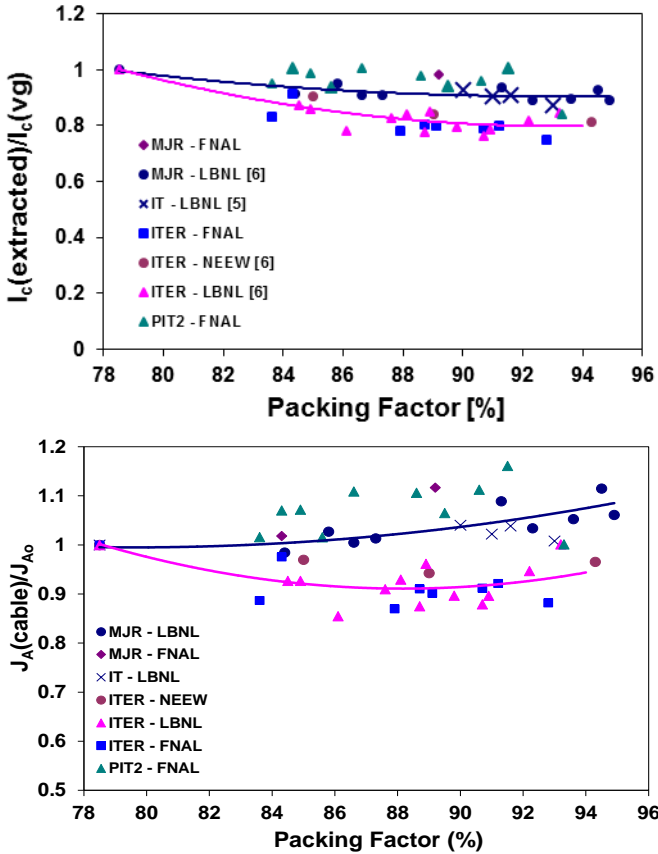 I_c(extracted)/I_c(vg)
1.2
1
0.8
0.6
0.4
0.2
0
MJR - FNAL
MJR - LBNL [6]
IT - LBNL [5]
ITER - FNAL
ITER - NEEW [6]
ITER - LBNL [6]
PIT2 - FNAL
78 80 82 84 86 88 90 92 94 96
Packing Factor [%]
J_A(cable)/J_Ao
1.2
1.1
1
0.9
0.8
0.7
0.6
0.5
MJR - LBNL
MJR - FNAL
IT - LBNL
ITER - NEEW
ITER - LBNL
ITER - FNAL
PIT2 - FNAL
78 80 82 84 86 88 90 92 94 96
Packing Factor (%)